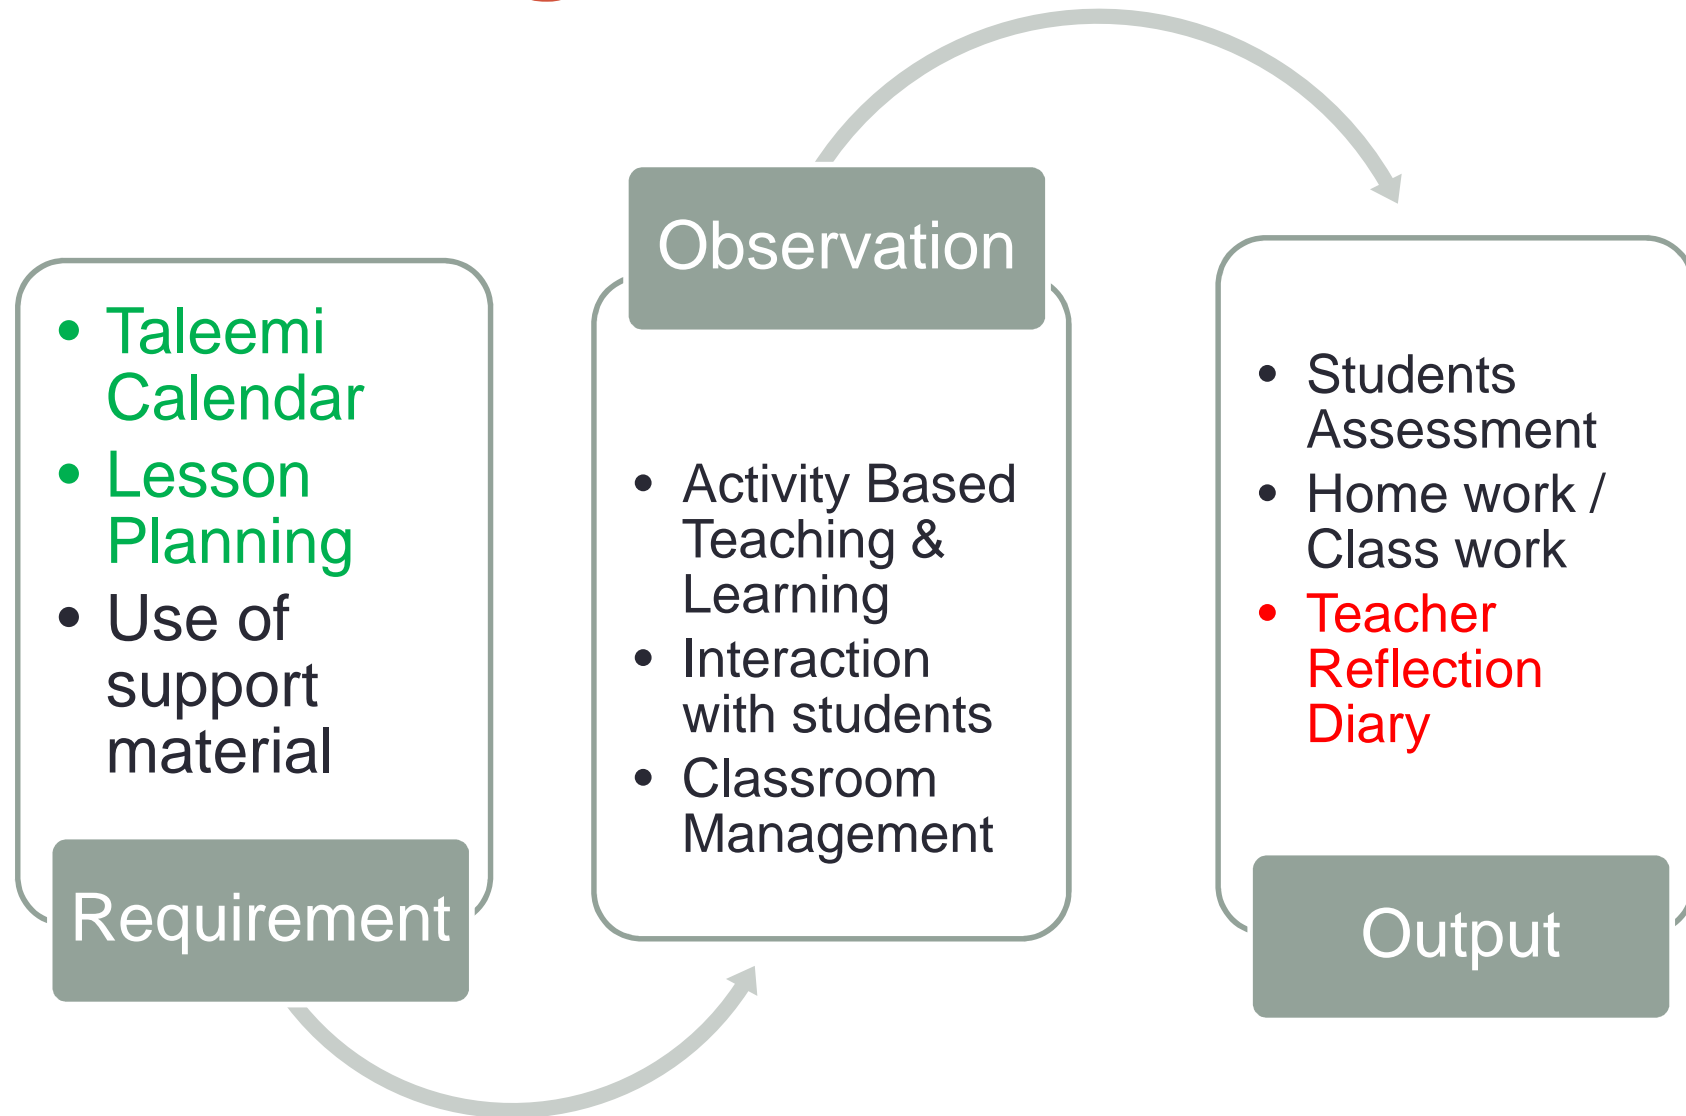 • Taleemi
Calendar
• Lesson
Planning
• Use of
support
material
Requirement
Observation
• Activity Based
Teaching &
Learning
• Interaction
with students
• Classroom
Management
• Students
Assessment
• Home work /
Class work
• Teacher
Reflection
Diary
Output